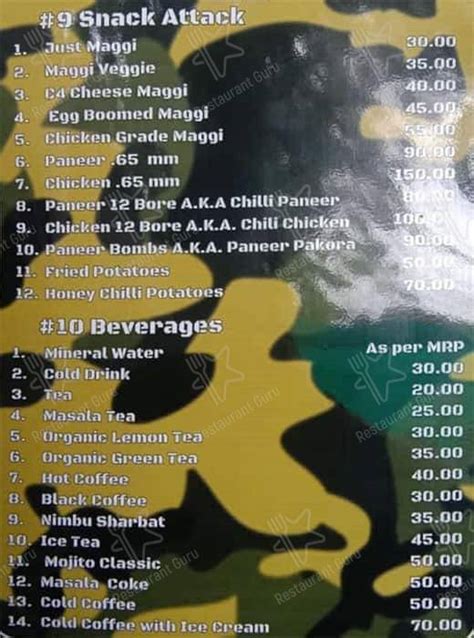 #9 Snack Attack
1. Just Maggi 30.00
2. Maggi Veggie 35.00
3. C4 Cheese Maggi 40.00
4. Egg Boomed Maggi 45.00
5. Chicken Grade Maggi 55.00
6. Paneer .65 mm 90.00
7. Chicken .65 mm 150.00
8. Paneer 12 Bore A.K.A Chilli Paneer
9. Chicken 12 Bore A.K.A. Chili Chicken
10. Paneer Bombs A.K.A. Paneer Pakora 90.00
11. Fried Potatoes 50.00
12. Honey Chilli Potatoes 70.00
#10 Beverages
1. Mineral Water As per MRP
2. Cold Drink 30.00
3. Tea 20.00
4. Masala Tea 25.00
5. Organic Lemon Tea 30.00
6. Organic Green Tea 35.00
7. Hot Coffee 40.00
8. Black Coffee 30.00
9. Nimbu Sharbat 35.00
10. Ice Tea 45.00
11. Mojito Classic 50.00
12. Masala Coke 50.00
13. Cold Coffee 50.00
14. Cold Coffee with Ice Cream 70.00
Restaurant Guru